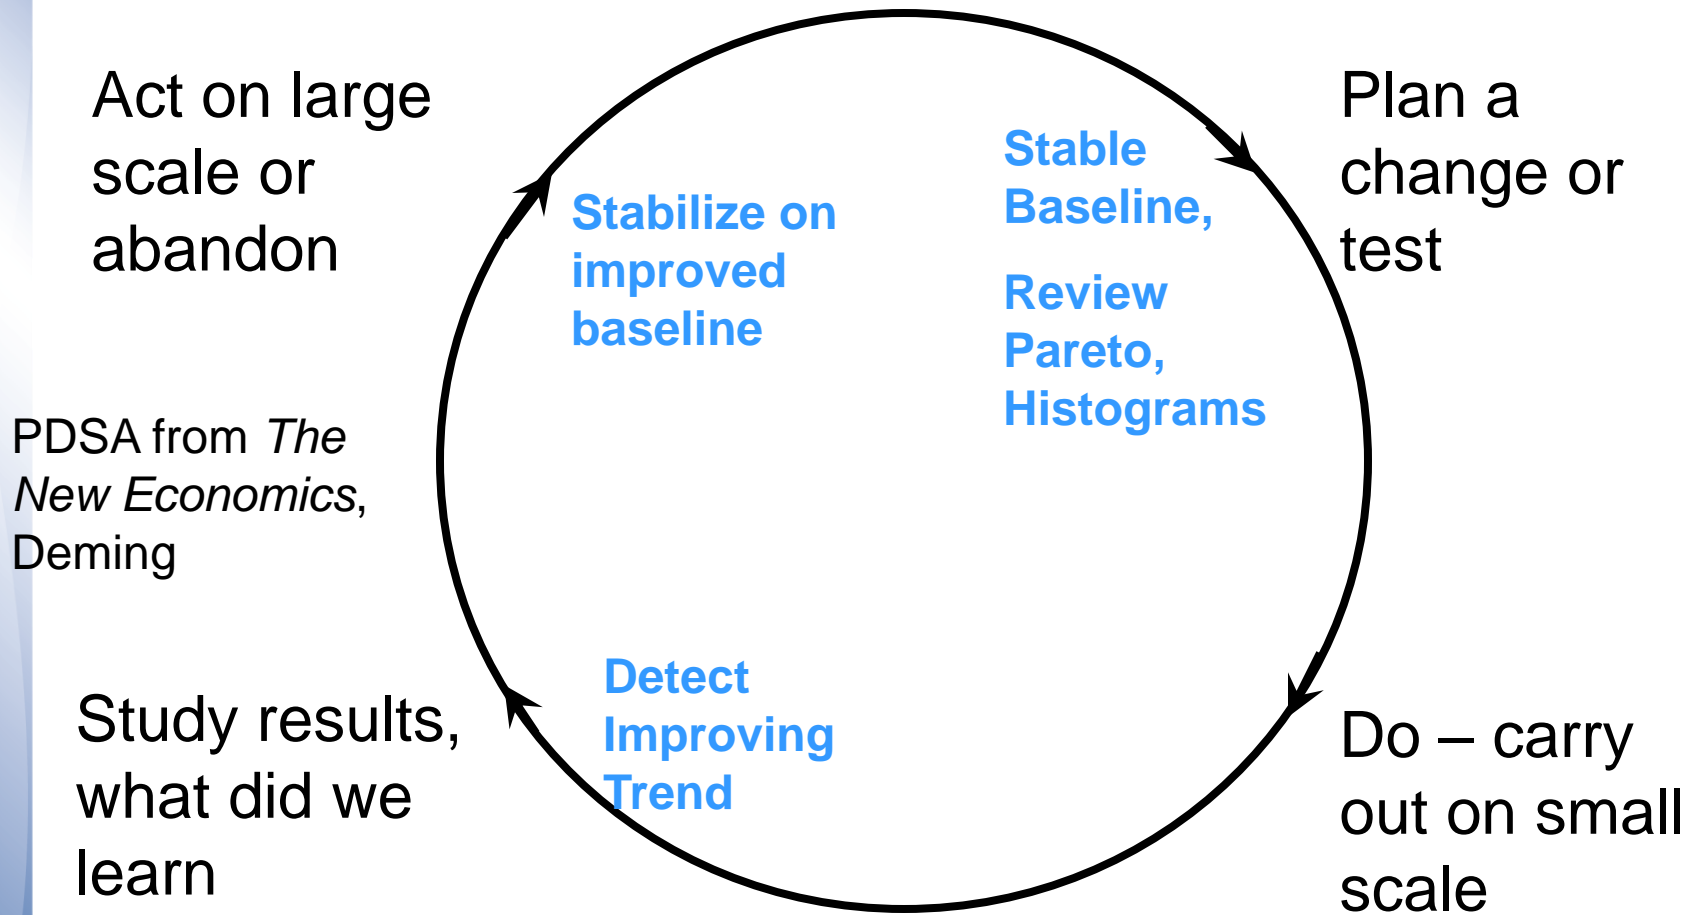 Act on large
scale or
abandon
Plan a
change or
test
Stable
Baseline,
Review
Pareto,
Histograms
Stabilize on
improved
baseline
PDSA from The
New Economics,
Deming
Detect
Improving
Trend
Study results,
what did we
learn
Do – carry
out on small
scale